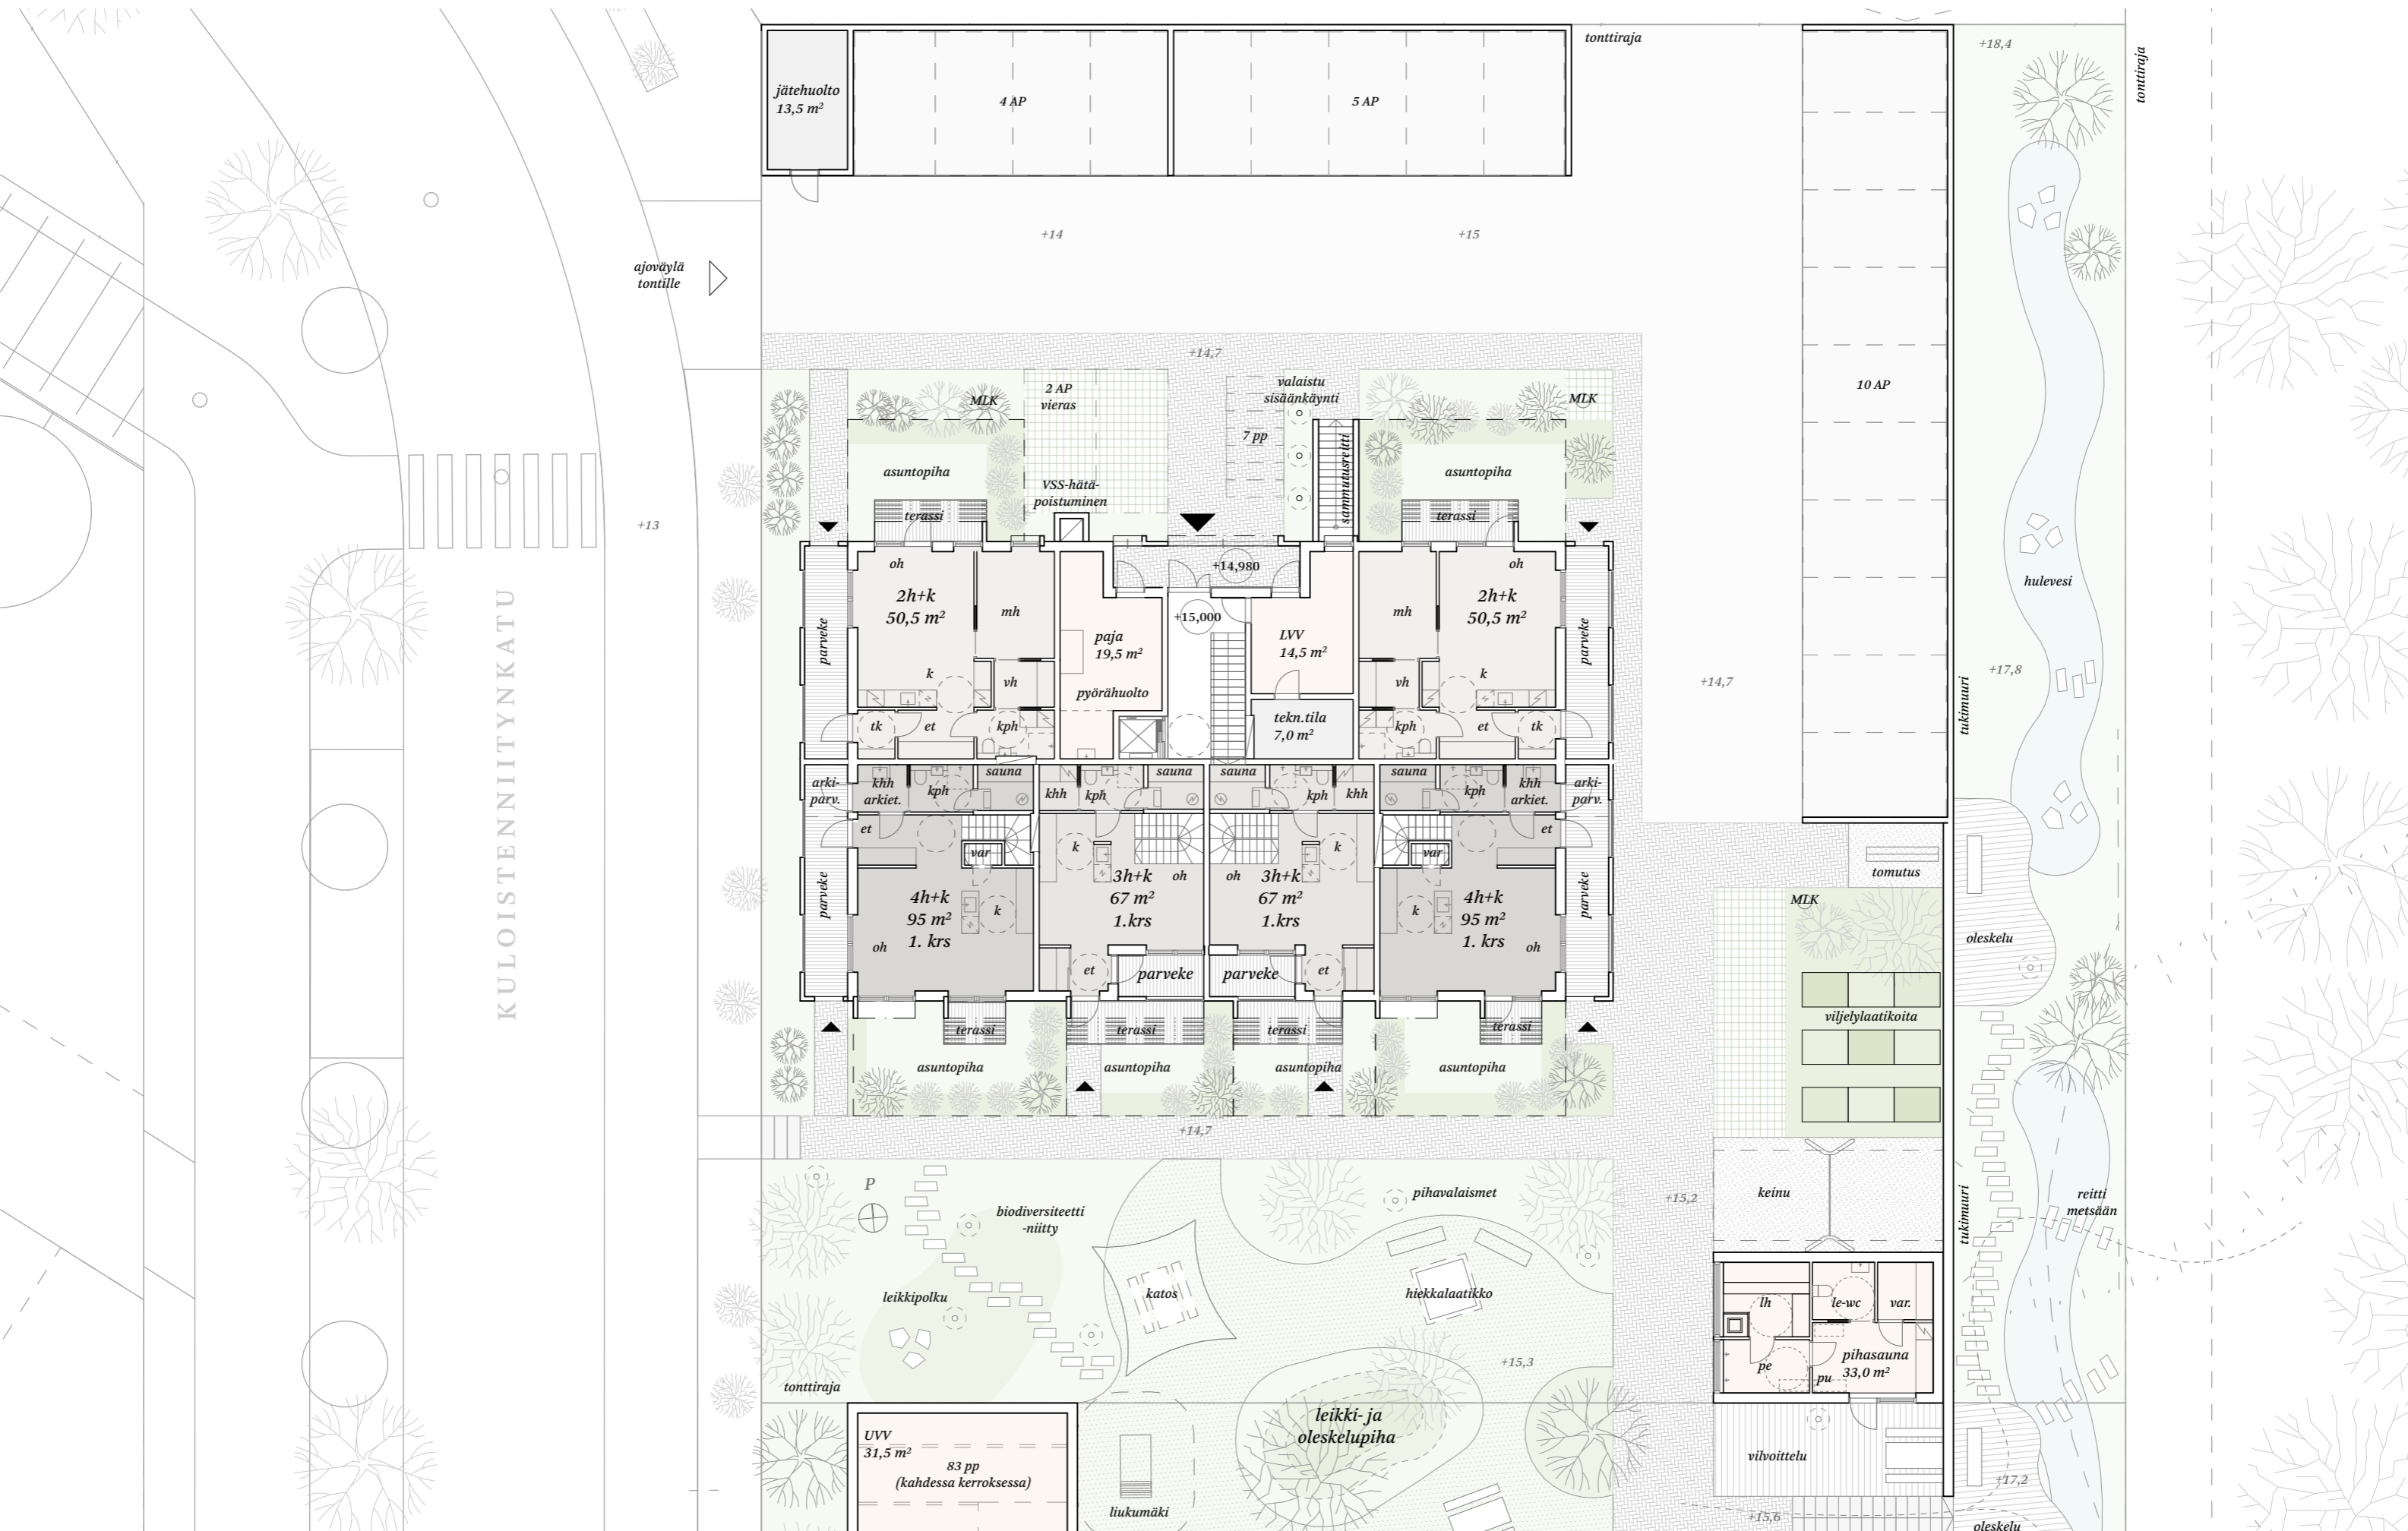 jätehuolto
13,5 m²
4 AP
5 AP
tonttiraja
+18,4
tonttiraja
+14
+15
ajoväylä
tontille
10 AP
+14,7
MLK
2 AP
vieras
7 pp
valaistu
sisäänkäynti
sammutusreitti
MLK
asuntopiha
asuntopiha
VSS-hätä-
poistuminen
terassi
terassi
+13
hulevesi
+17,8
tukimuuri
+14,7
KULOISTENNIITYNKATU
oh
2h+k
50,5 m²
mh
parveke
k
vh
tk
et
kph
+14,980
+15,000
paja
19,5 m²
pyörähuolto
LVV
14,5 m²
tekn.tila
7,0 m²
oh
2h+k
50,5 m²
mh
parveke
k
vh
kph
et
tk
arki-
parv.
khh
arkiet.
kph
sauna
khh
kph
sauna
sauna
kph
khh
sauna
kph
khh
arkiet.
arki-
parv.
et
var
k
k
var
et
parveke
4h+k
95 m²
1. krs
k
oh
3h+k
67 m²
1.krs
oh
oh
3h+k
67 m²
1.krs
k
4h+k
95 m²
1. krs
oh
parveke
et
parveke
parveke
et
terassi
terassi
terassi
terassi
asuntopiha
asuntopiha
asuntopiha
asuntopiha
+14,7
tomutus
MLK
oleskelu
viljelylaatikoita
keinu
+15,2
tukimuuri
reitti
metsään
P
biodiversiteetti
-niitty
pihavalaismet
leikkipolku
katos
hiekkalaatikko
+15,3
tonttiraja
lh
le-wc
var.
pe
pu
pihasauna
33,0 m²
UVV
31,5 m²
83 pp
(kahdessa kerroksessa)
liukumäki
leikki- ja
oleskelupiha
vilvoittelu
+17,2
+15,6
oleskelu